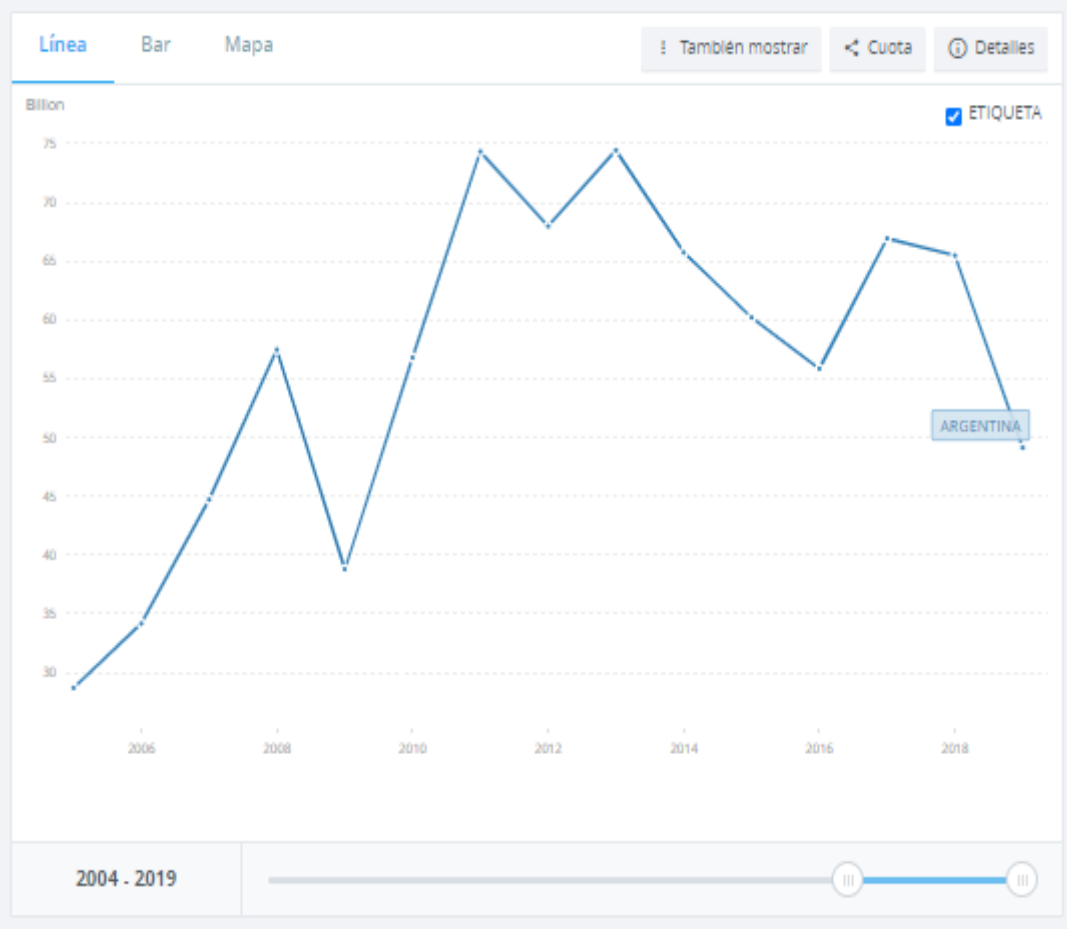 Línea Bar Mapa También mostrar Cuota Detalles
Billion
ETIQUETA
75
70
65
60
55
50
45
40
35
30
ARGENTINA
2006 2008 2010 2012 2014 2016 2018
2004 - 2019